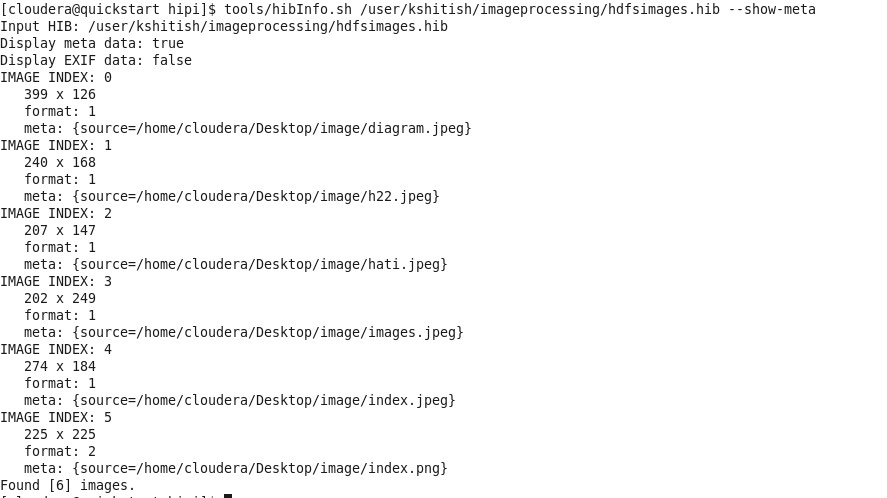 [cloudera@quickstart hipi]$ tools/hibInfo.sh /user/kshitish/imageprocessing/hdfsimages.hib --show-meta
Input HIB: /user/kshitish/imageprocessing/hdfsimages.hib
Display meta data: true
Display EXIF data: false
IMAGE INDEX: 0
   399 x 126
   format: 1
   meta: {source=/home/cloudera/Desktop/image/diagram.jpeg}
IMAGE INDEX: 1
   240 x 168
   format: 1
   meta: {source=/home/cloudera/Desktop/image/h22.jpeg}
IMAGE INDEX: 2
   207 x 147
   format: 1
   meta: {source=/home/cloudera/Desktop/image/hati.jpeg}
IMAGE INDEX: 3
   202 x 249
   format: 1
   meta: {source=/home/cloudera/Desktop/image/images.jpeg}
IMAGE INDEX: 4
   274 x 184
   format: 1
   meta: {source=/home/cloudera/Desktop/image/index.jpeg}
IMAGE INDEX: 5
   225 x 225
   format: 2
   meta: {source=/home/cloudera/Desktop/image/index.png}
Found [6] images.